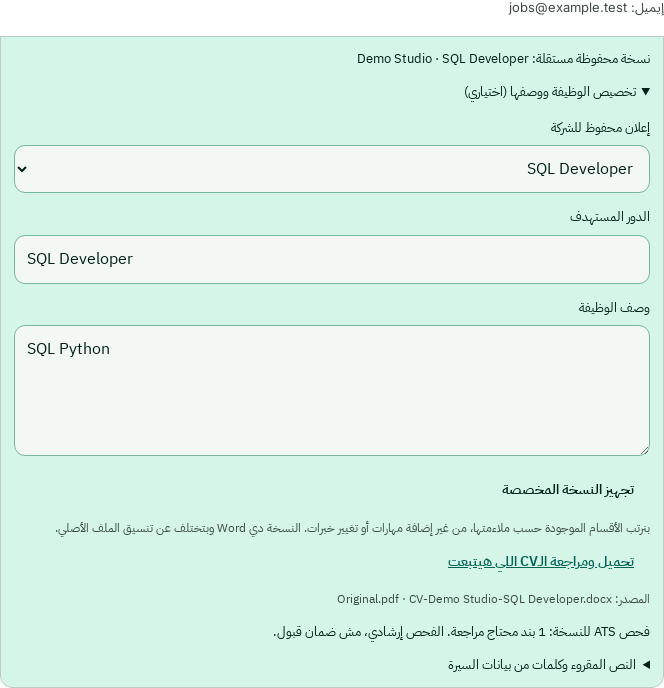 إيميل: jobs@example.test
نسخة محفوظة مستقلة: Demo Studio · SQL Developer
▼ تخصيص الوظيفة ووصفها (اختياري)
إعلان محفوظ للشركة
SQL Developer
الدور المستهدف
SQL Developer
وصف الوظيفة
SQL Python
تجهيز النسخة المخصصة
بنرتب الأقسام الموجودة حسب ملاءمتها، من غير إضافة مهارات أو تغيير خبرات. النسخة دي Word وبتختلف عن تنسيق الملف الأصلي.
تحميل ومراجعة الـCV اللي هيتبعت
المصدر: Original.pdf · CV-Demo Studio-SQL Developer.docx
فحص ATS للنسخة: 1 بند محتاج مراجعة. الفحص إرشادي، مش ضمان قبول.
◀ النص المقروء وكلمات من بيانات السيرة